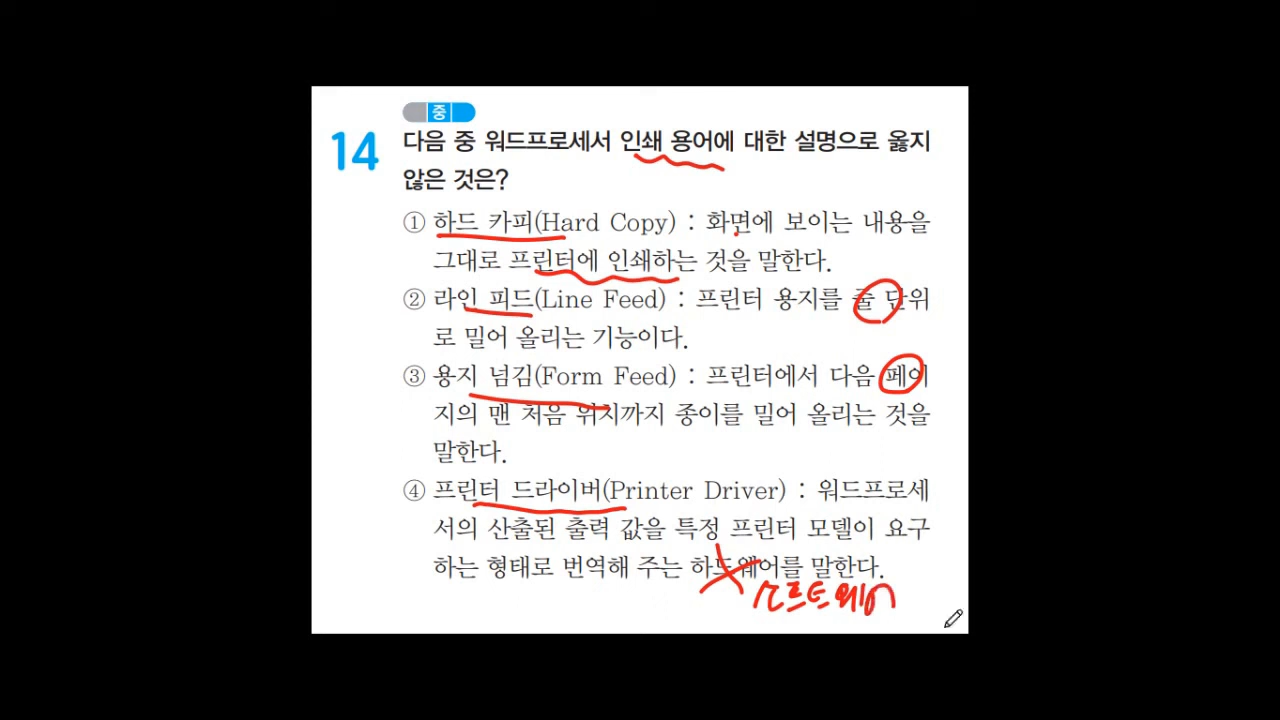 중
14
다음 중 워드프로세서 인쇄 용어에 대한 설명으로 옳지
않은 것은?
① 하드 카피(Hard Copy) : 화면에 보이는 내용을
그대로 프린터에 인쇄하는 것을 말한다.
② 라인 피드(Line Feed) : 프린터 용지를 줄 단위
로 밀어 올리는 기능이다.
③ 용지 넘김(Form Feed) : 프린터에서 다음 페이
지의 맨 처음 위치까지 종이를 밀어 올리는 것을
말한다.
④ 프린터 드라이버(Printer Driver) : 워드프로세
서의 산출된 출력 값을 특정 프린터 모델이 요구
하는 형태로 번역해 주는 하드웨어를 말한다.
소프트웨어